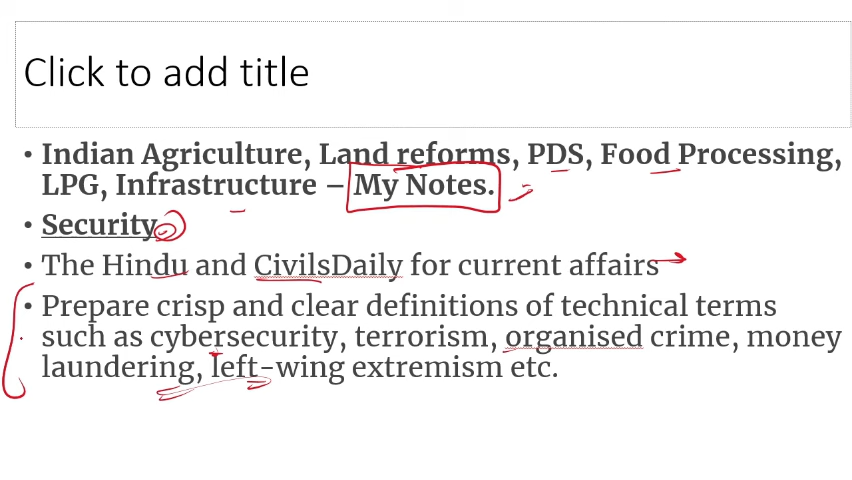 Click to add title
• Indian Agriculture, Land reforms, PDS, Food Processing,
LPG, Infrastructure – My Notes.
• Security
• The Hindu and CivilsDaily for current affairs
• Prepare crisp and clear definitions of technical terms
such as cybersecurity, terrorism, organised crime, money
laundering, left-wing extremism etc.